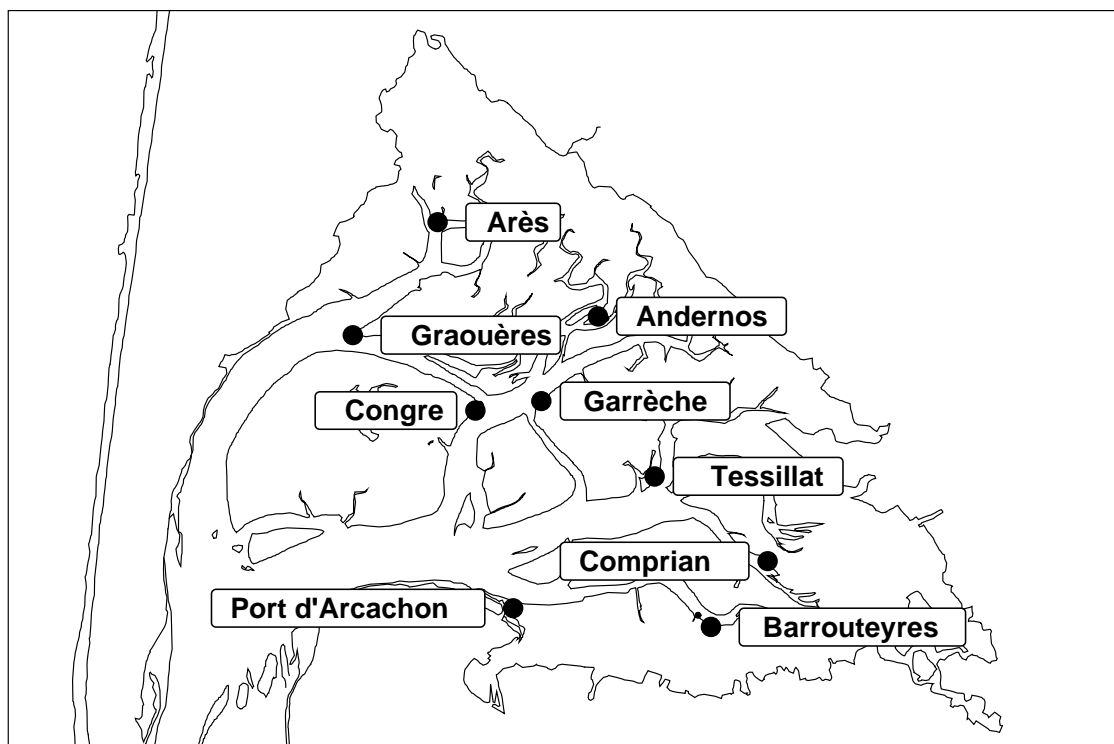 Arès
Andernos
Graouères
Garrèche
Congre
Tessillat
Comprian
Port d'Arcachon
Barrouteyres